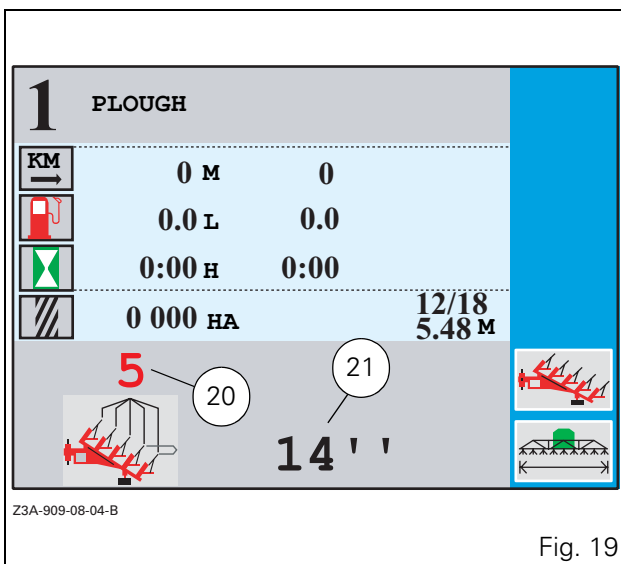 1 PLOUGH
KM
0 M 0
0.0 L 0.0
0:00 H 0:00
0 000 HA 12/18
5.48 M
5
20
21
14''
Z3A-909-08-04-B
Fig. 19